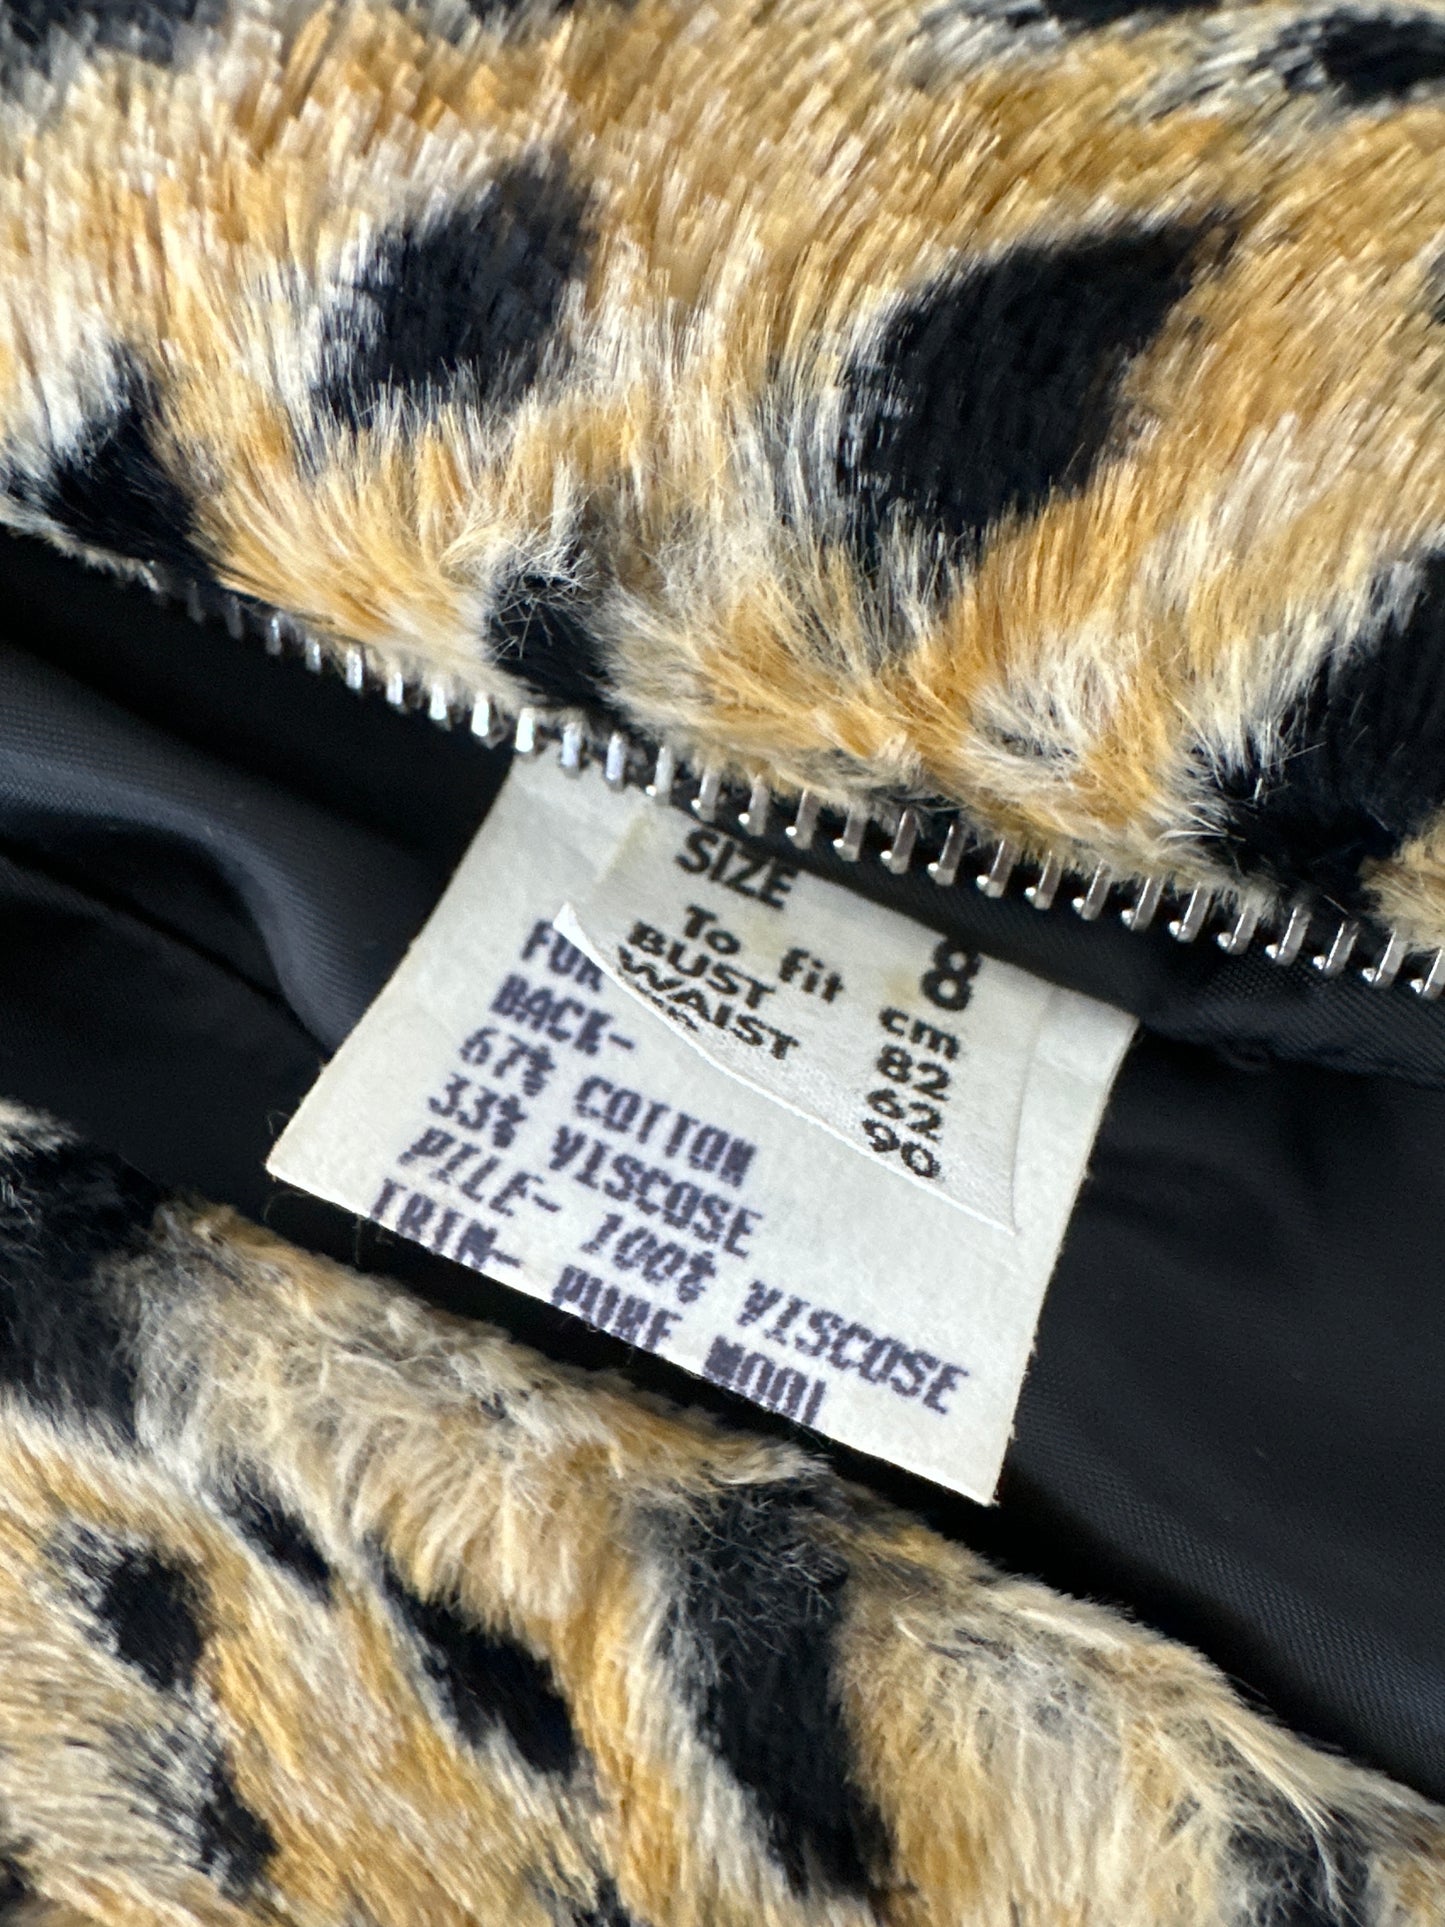 SIZE 8
To fit cm
BUST 82
WAIST 62
90
FUR
BACK-
67% COTTON
33% VISCOSE
PILE- 100% VISCOSE
TRIM- PURE WOOL